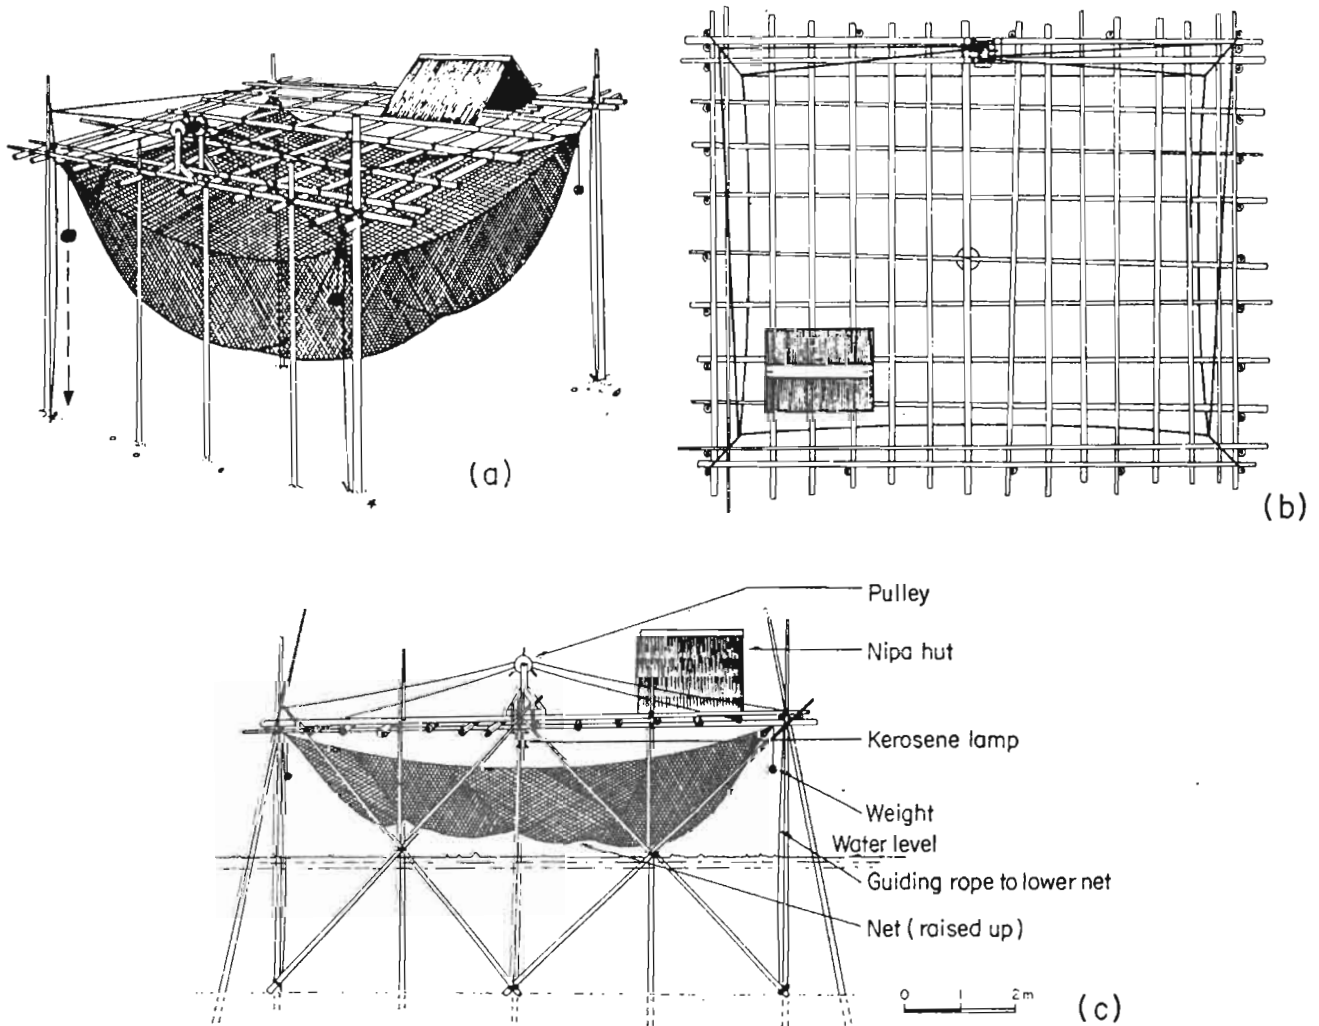 (a)
(b)
Pulley
Nipa hut
Kerosene lamp
Weight
Water level
Guiding rope to lower net
Net (raised up)
0 1 2m
(c)